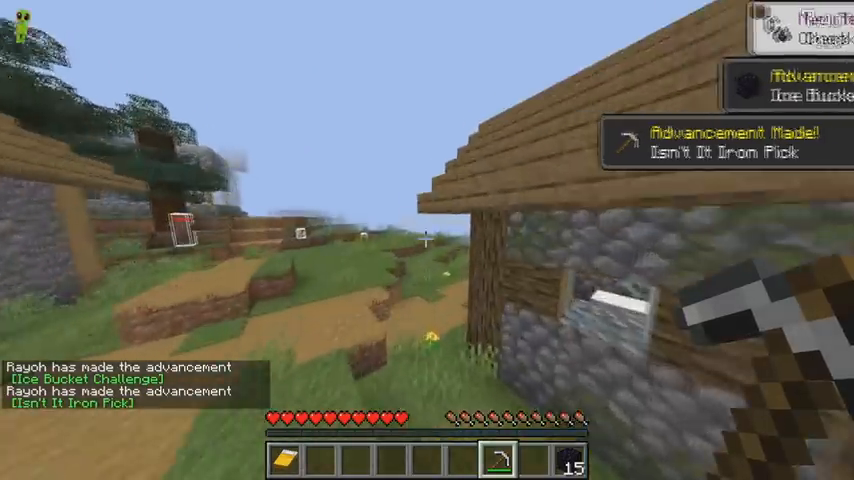 Advancement Made!
Isn't It Iron Pick
Rayoh has made the advancement
[Ice Bucket Challenge]
Rayoh has made the advancement
[Isn't It Iron Pick]
15